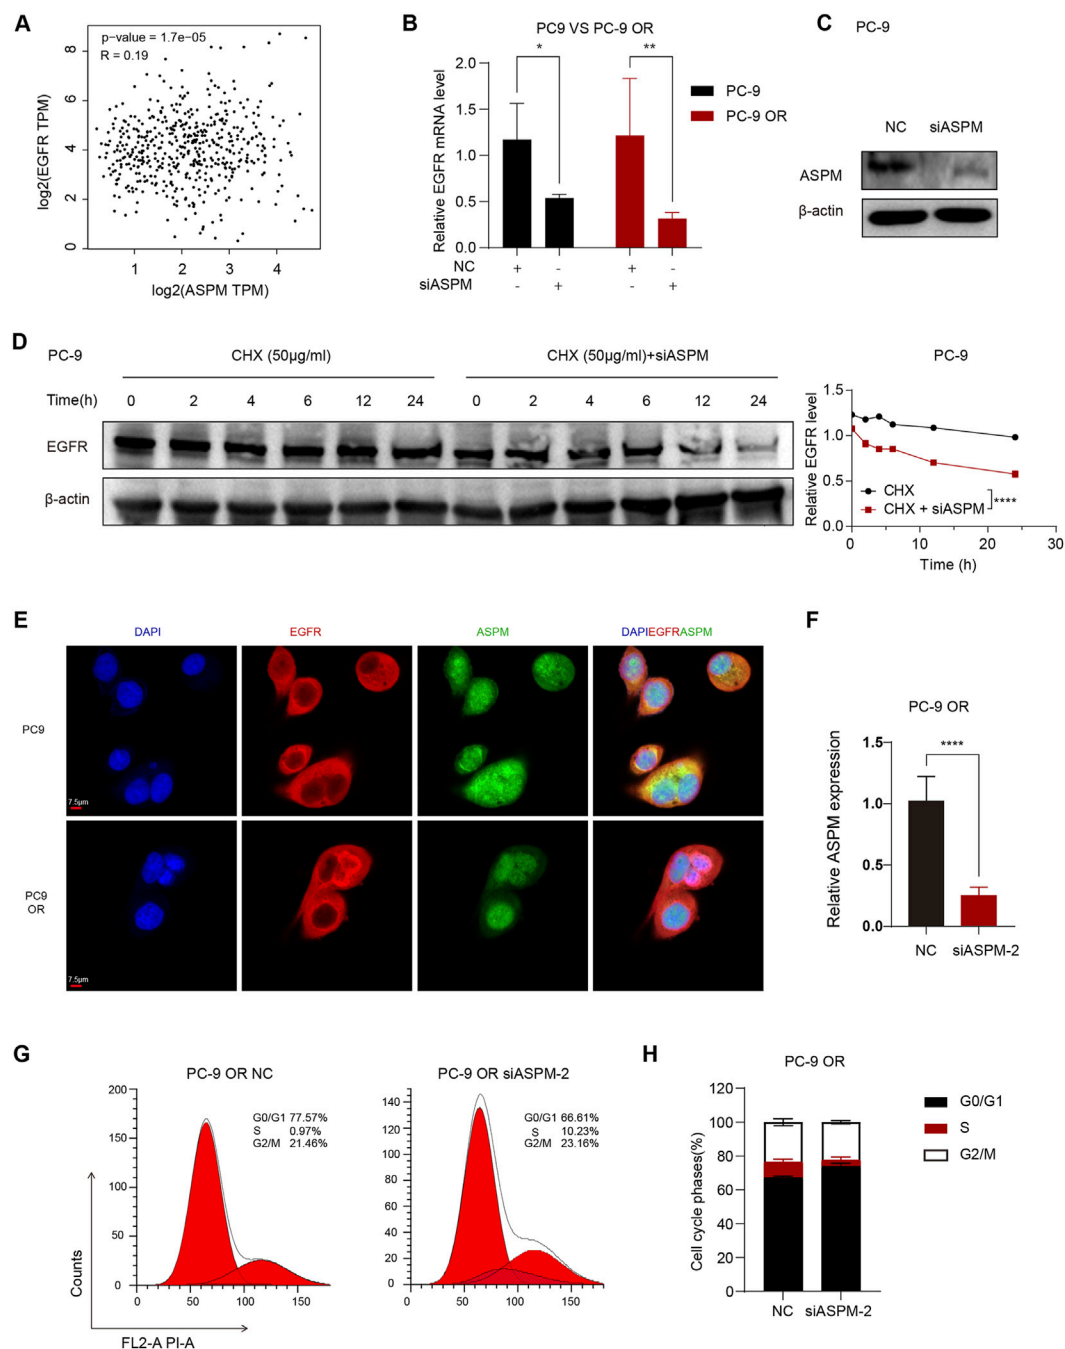 A
p-value = 1.7e-05
R = 0.19
log2(EGFR TPM)
0 2 4 6 8
1 2 3 4
log2(ASPM TPM)
B
PC9 VS PC-9 OR
* **
Relative EGFR mRNA level
2.0
1.5
1.0
0.5
0.0
PC-9
PC-9 OR
NC + - + -
siASPM - + - +
C
PC-9
NC siASPM
ASPM
β-actin
D
PC-9
CHX (50μg/ml)
CHX (50μg/ml)+siASPM
Time(h) 0 2 4 6 12 24 0 2 4 6 12 24
EGFR
β-actin
PC-9
Relative EGFR level
1.5
1.0
0.5
0.0
CHX
CHX + siASPM
****
0 10 20 30
Time (h)
E
DAPI EGFR ASPM DAPIEGFRASPM
PC9
7.5μm
PC9
OR
7.5μm
F
PC-9 OR
****
Relative ASPM expression
1.5
1.0
0.5
0.0
NC siASPM-2
G
PC-9 OR NC
G0/G1 77.57%
S 0.97%
G2/M 21.46%
200
150
100
50
0
0 50 100 150
Counts
FL2-A PI-A
PC-9 OR siASPM-2
G0/G1 66.61%
S 10.23%
G2/M 23.16%
140
120
100
80
60
40
20
0
0 50 100 150
H
PC-9 OR
Cell cycle phases(%)
120
100
80
60
40
20
0
NC siASPM-2
G0/G1
S
G2/M